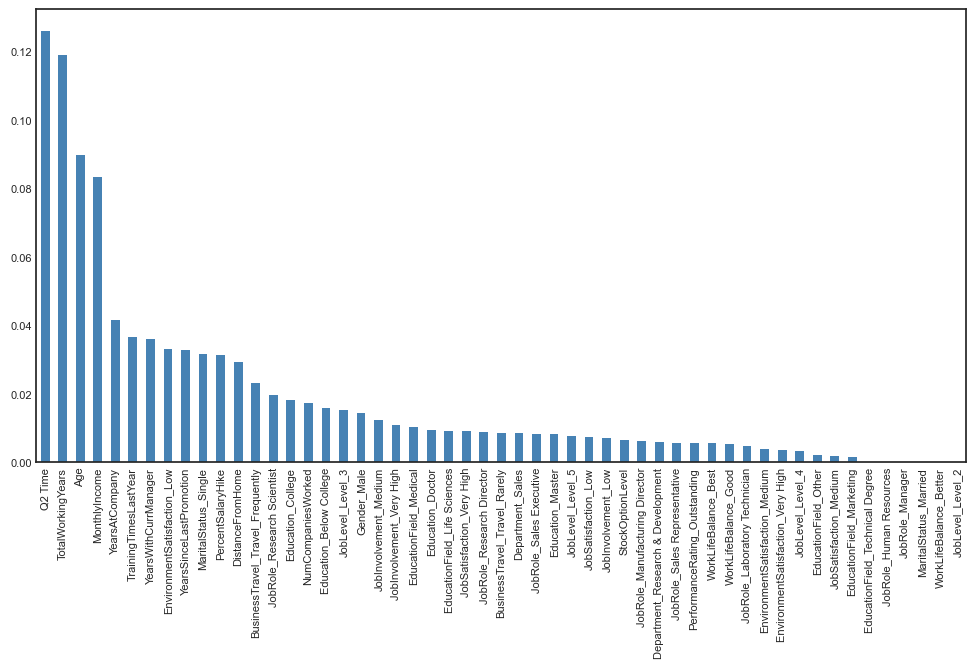 0.12
0.10
0.08
0.06
0.04
0.02
0.00
Q2 Time
TotalWorkingYears
Age
MonthlyIncome
YearsAtCompany
TrainingTimesLastYear
YearsWithCurrManager
EnvironmentSatisfaction_Low
YearsSinceLastPromotion
MaritalStatus_Single
PercentSalaryHike
DistanceFromHome
BusinessTravel_Travel_Frequently
JobRole_Research Scientist
Education_College
NumCompaniesWorked
Education_Below College
JobLevel_Level_3
Gender_Male
JobInvolvement_Medium
JobInvolvement_Very High
EducationField_Medical
Education_Doctor
EducationField_Life Sciences
JobSatisfaction_Very High
JobRole_Research Director
BusinessTravel_Travel_Rarely
Department_Sales
JobRole_Sales Executive
Education_Master
JobLevel_Level_5
JobSatisfaction_Low
JobInvolvement_Low
StockOptionLevel
JobRole_Manufacturing Director
Department_Research & Development
JobRole_Sales Representative
PerformanceRating_Outstanding
WorkLifeBalance_Best
WorkLifeBalance_Good
JobRole_Laboratory Technician
EnvironmentSatisfaction_Medium
EnvironmentSatisfaction_Very High
JobLevel_Level_4
EducationField_Other
JobSatisfaction_Medium
EducationField_Marketing
EducationField_Technical Degree
JobRole_Human Resources
JobRole_Manager
MaritalStatus_Married
WorkLifeBalance_Better
JobLevel_Level_2